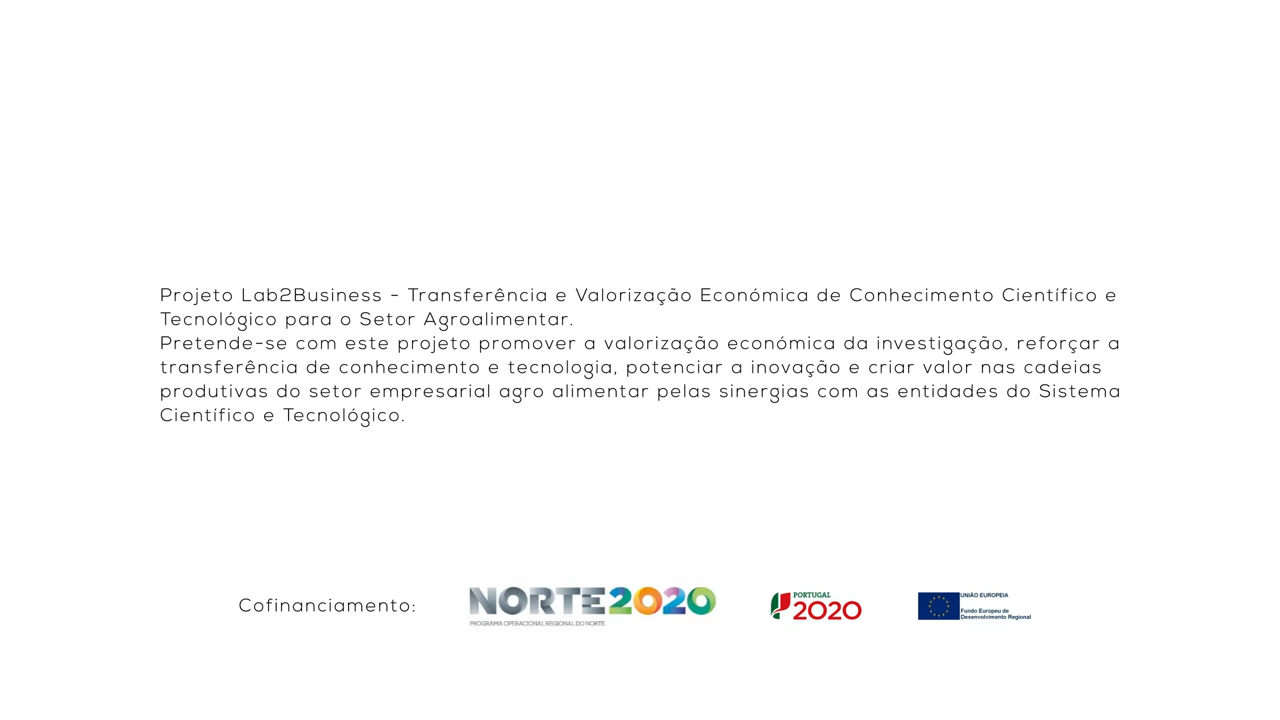 Projeto Lab2Business - Transferência e Valorização Económica de Conhecimento Científico e
Tecnológico para o Setor Agroalimentar.
Pretende-se com este projeto promover a valorização económica da investigação, reforçar a
transferência de conhecimento e tecnologia, potenciar a inovação e criar valor nas cadeias
produtivas do setor empresarial agro alimentar pelas sinergias com as entidades do Sistema
Científico e Tecnológico.
Cofinanciamento:
NORTE2020
PROGRAMA OPERACIONAL REGIONAL DO NORTE
PORTUGAL
2020
UNIÃO EUROPEIA
Fundo Europeu de
Desenvolvimento Regional